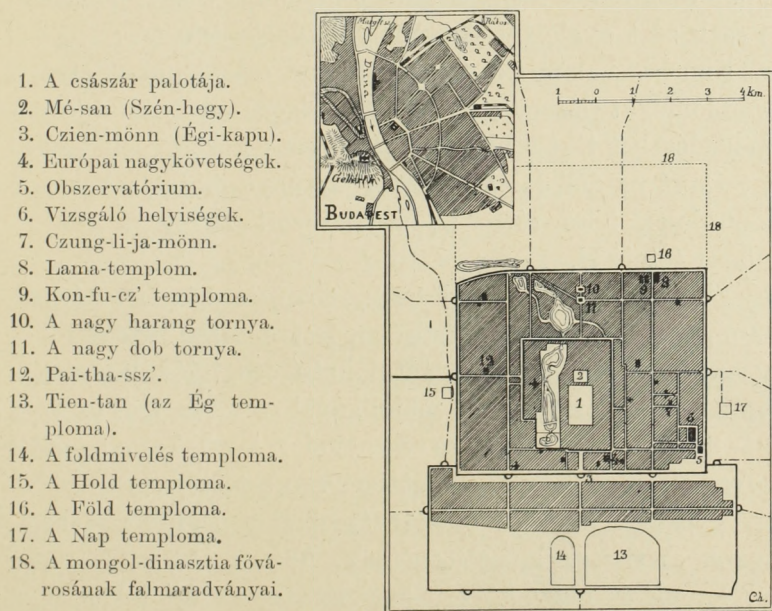 1. A császár palotája.
2. Mé-san (Szén-hegy).
3. Czien-mönn (Égi-kapu).
4. Európai nagykövetségek.
5. Obszervatórium.
6. Vizsgáló helyiségek.
7. Czung-li-ja-mönn.
8. Lama-templom.
9. Kon-fu-cz' temploma.
10. A nagy harang tornya.
11. A nagy dob tornya.
12. Pai-tha-ssz'.
13. Tien-tan (az Ég tem-
ploma).
14. A foldmivelés temploma.
15. A Hold temploma.
16. A Föld temploma.
17. A Nap temploma.
18. A mongol-dinasztia fővá-
rosának falmaradványai.
Duna
Rákos
BUDAPEST
1 0 1 2 3 4 km.
18
18
16
9 8
10
11
12
15
2
1
17
7
6
5
4
3
14
13